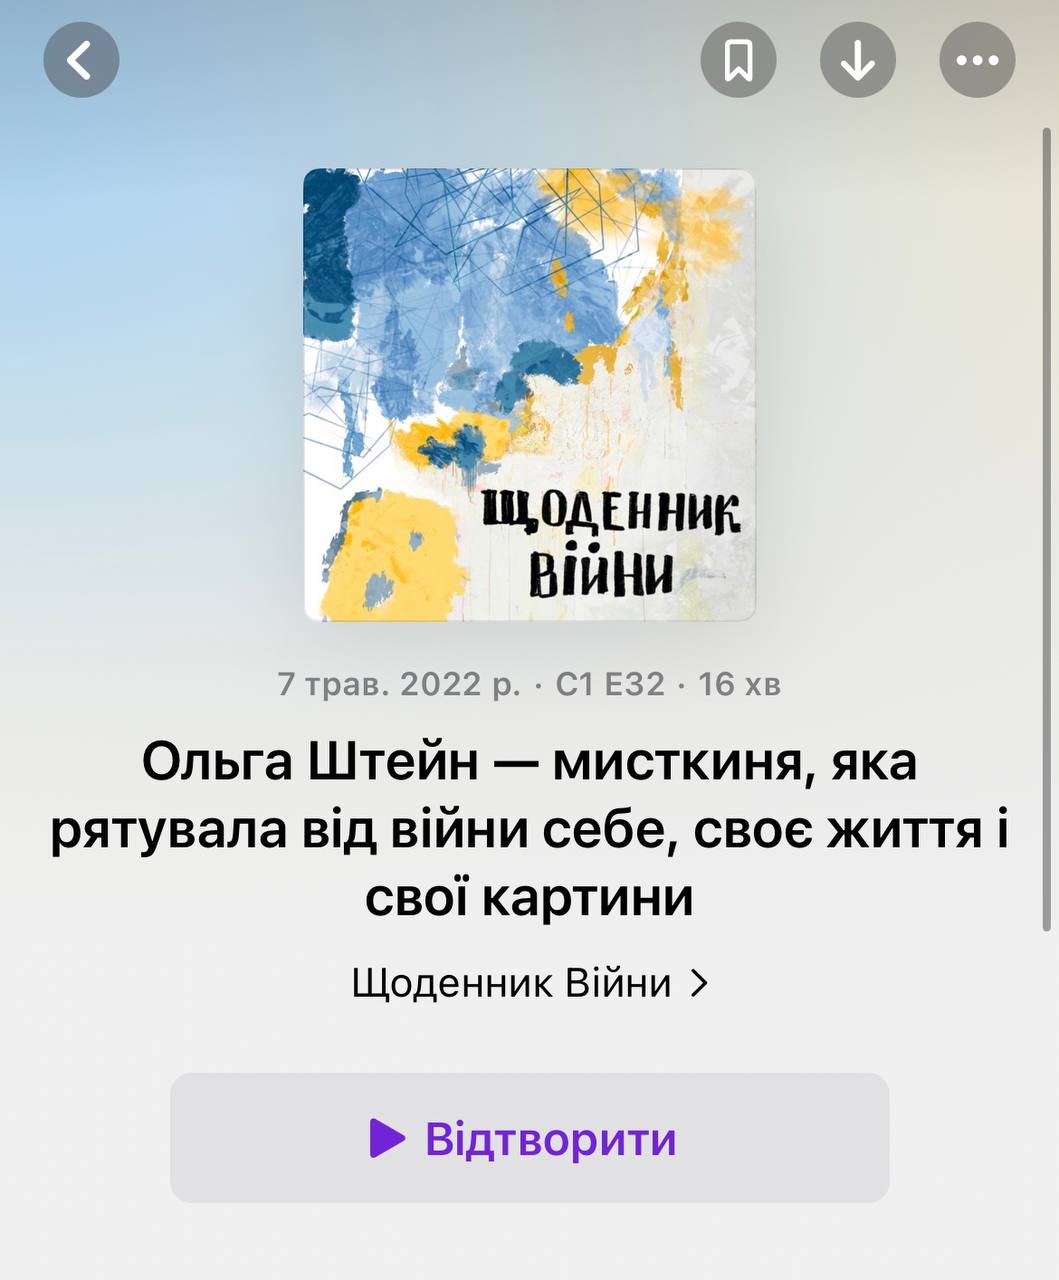 ЩОДЕННИК
ВІЙНИ
7 трав. 2022 р. · С1 Е32 · 16 хв
Ольга Штейн — мисткиня, яка
рятувала від війни себе, своє життя і
свої картини
Щоденник Війни
Відтворити